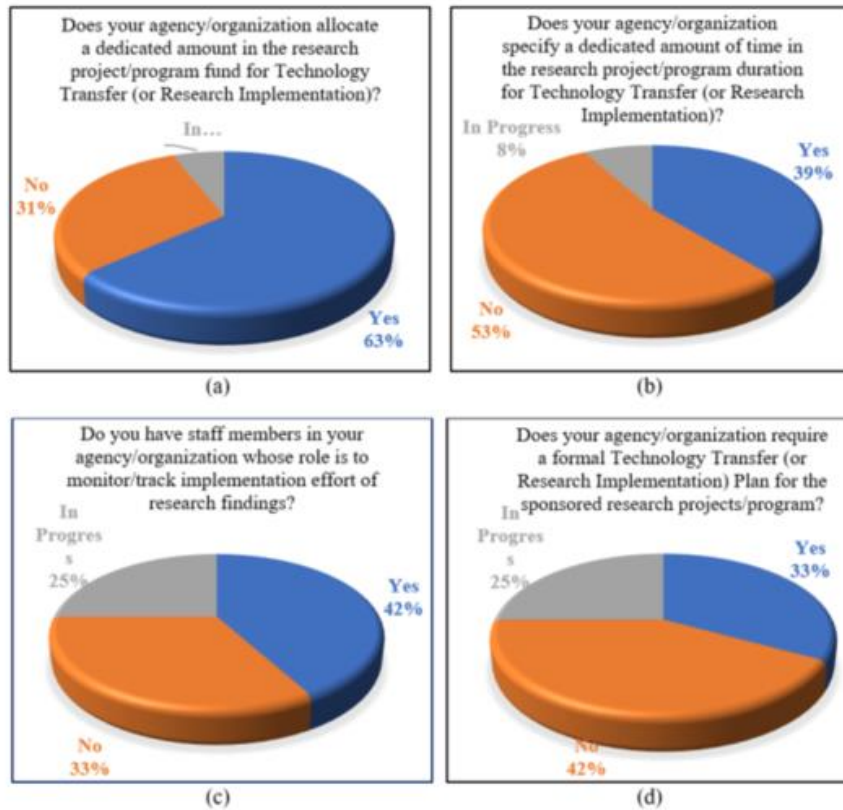 Does your agency/organization allocate
a dedicated amount in the research
project/program fund for Technology
Transfer (or Research Implementation)?
In...
No
31%
Yes
63%
(a)
Does your agency/organization
specify a dedicated amount of time in
the research project/program duration
for Technology Transfer (or Research
Implementation)?
In Progress
8%
Yes
39%
No
53%
(b)
Do you have staff members in your
agency/organization whose role is to
monitor/track implementation effort of
research findings?
In
Progres
s
25%
Yes
42%
No
33%
(c)
Does your agency/organization require
a formal Technology Transfer (or
Research Implementation) Plan for the
sponsored research projects/program?
In
Progres
s
25%
Yes
33%
No
42%
(d)